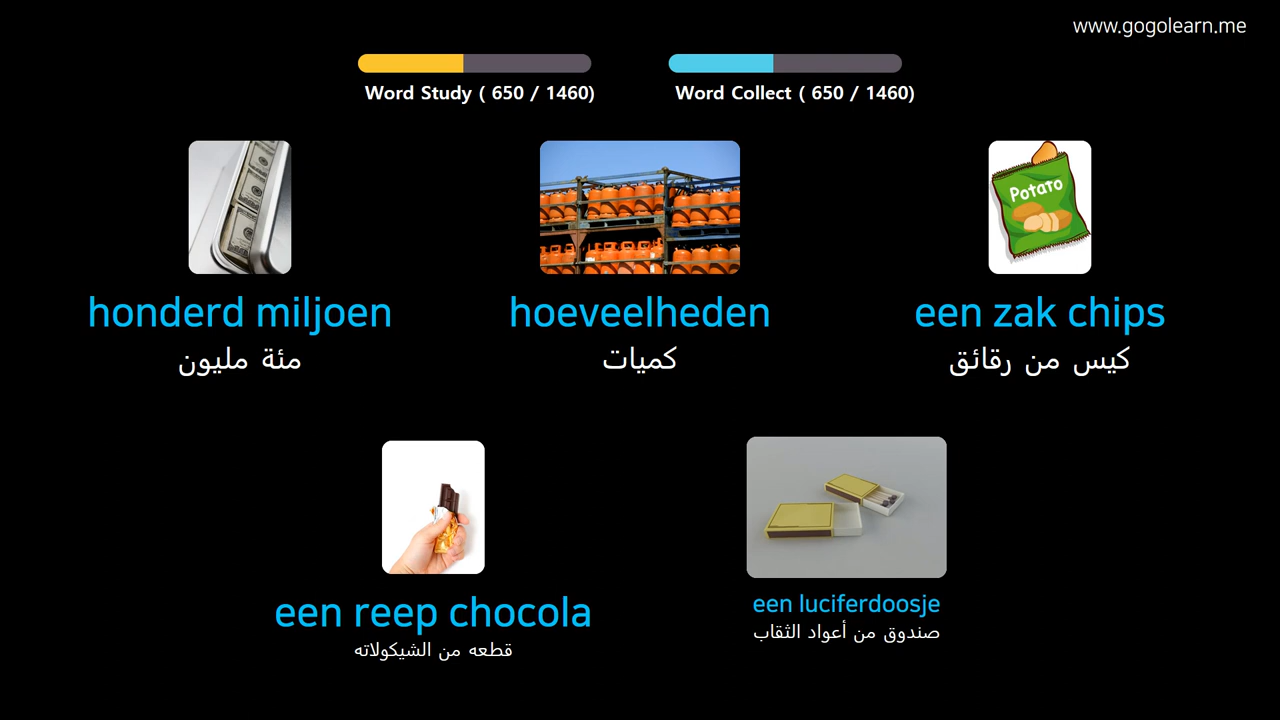 www.gogolearn.me
Word Study ( 650 / 1460)
Word Collect ( 650 / 1460)
Potato
honderd miljoen
مئة مليون
hoeveelheden
كميات
een zak chips
كيس من رقائق
een reep chocola
قطعه من الشيكولاته
een luciferdoosje
صندوق من أعواد الثقاب